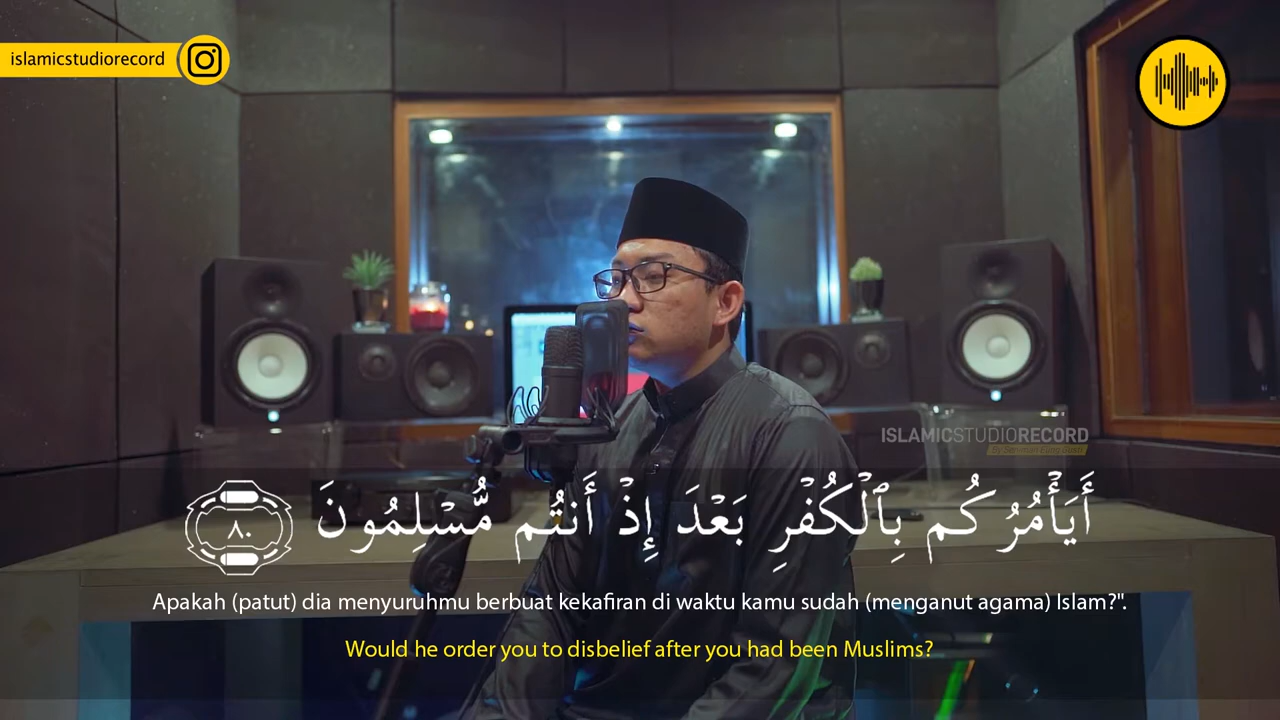 islamicstudiorecord
ISLAMICSTUDIORECORD
أَيَأْمُرُكُم بِٱلْكُفْرِ بَعْدَ إِذْ أَنتُم مُّسْلِمُونَ ٨٠
Apakah (patut) dia menyuruhmu berbuat kekafiran di waktu kamu sudah (menganut agama) Islam?".
Would he order you to disbelief after you had been Muslims?